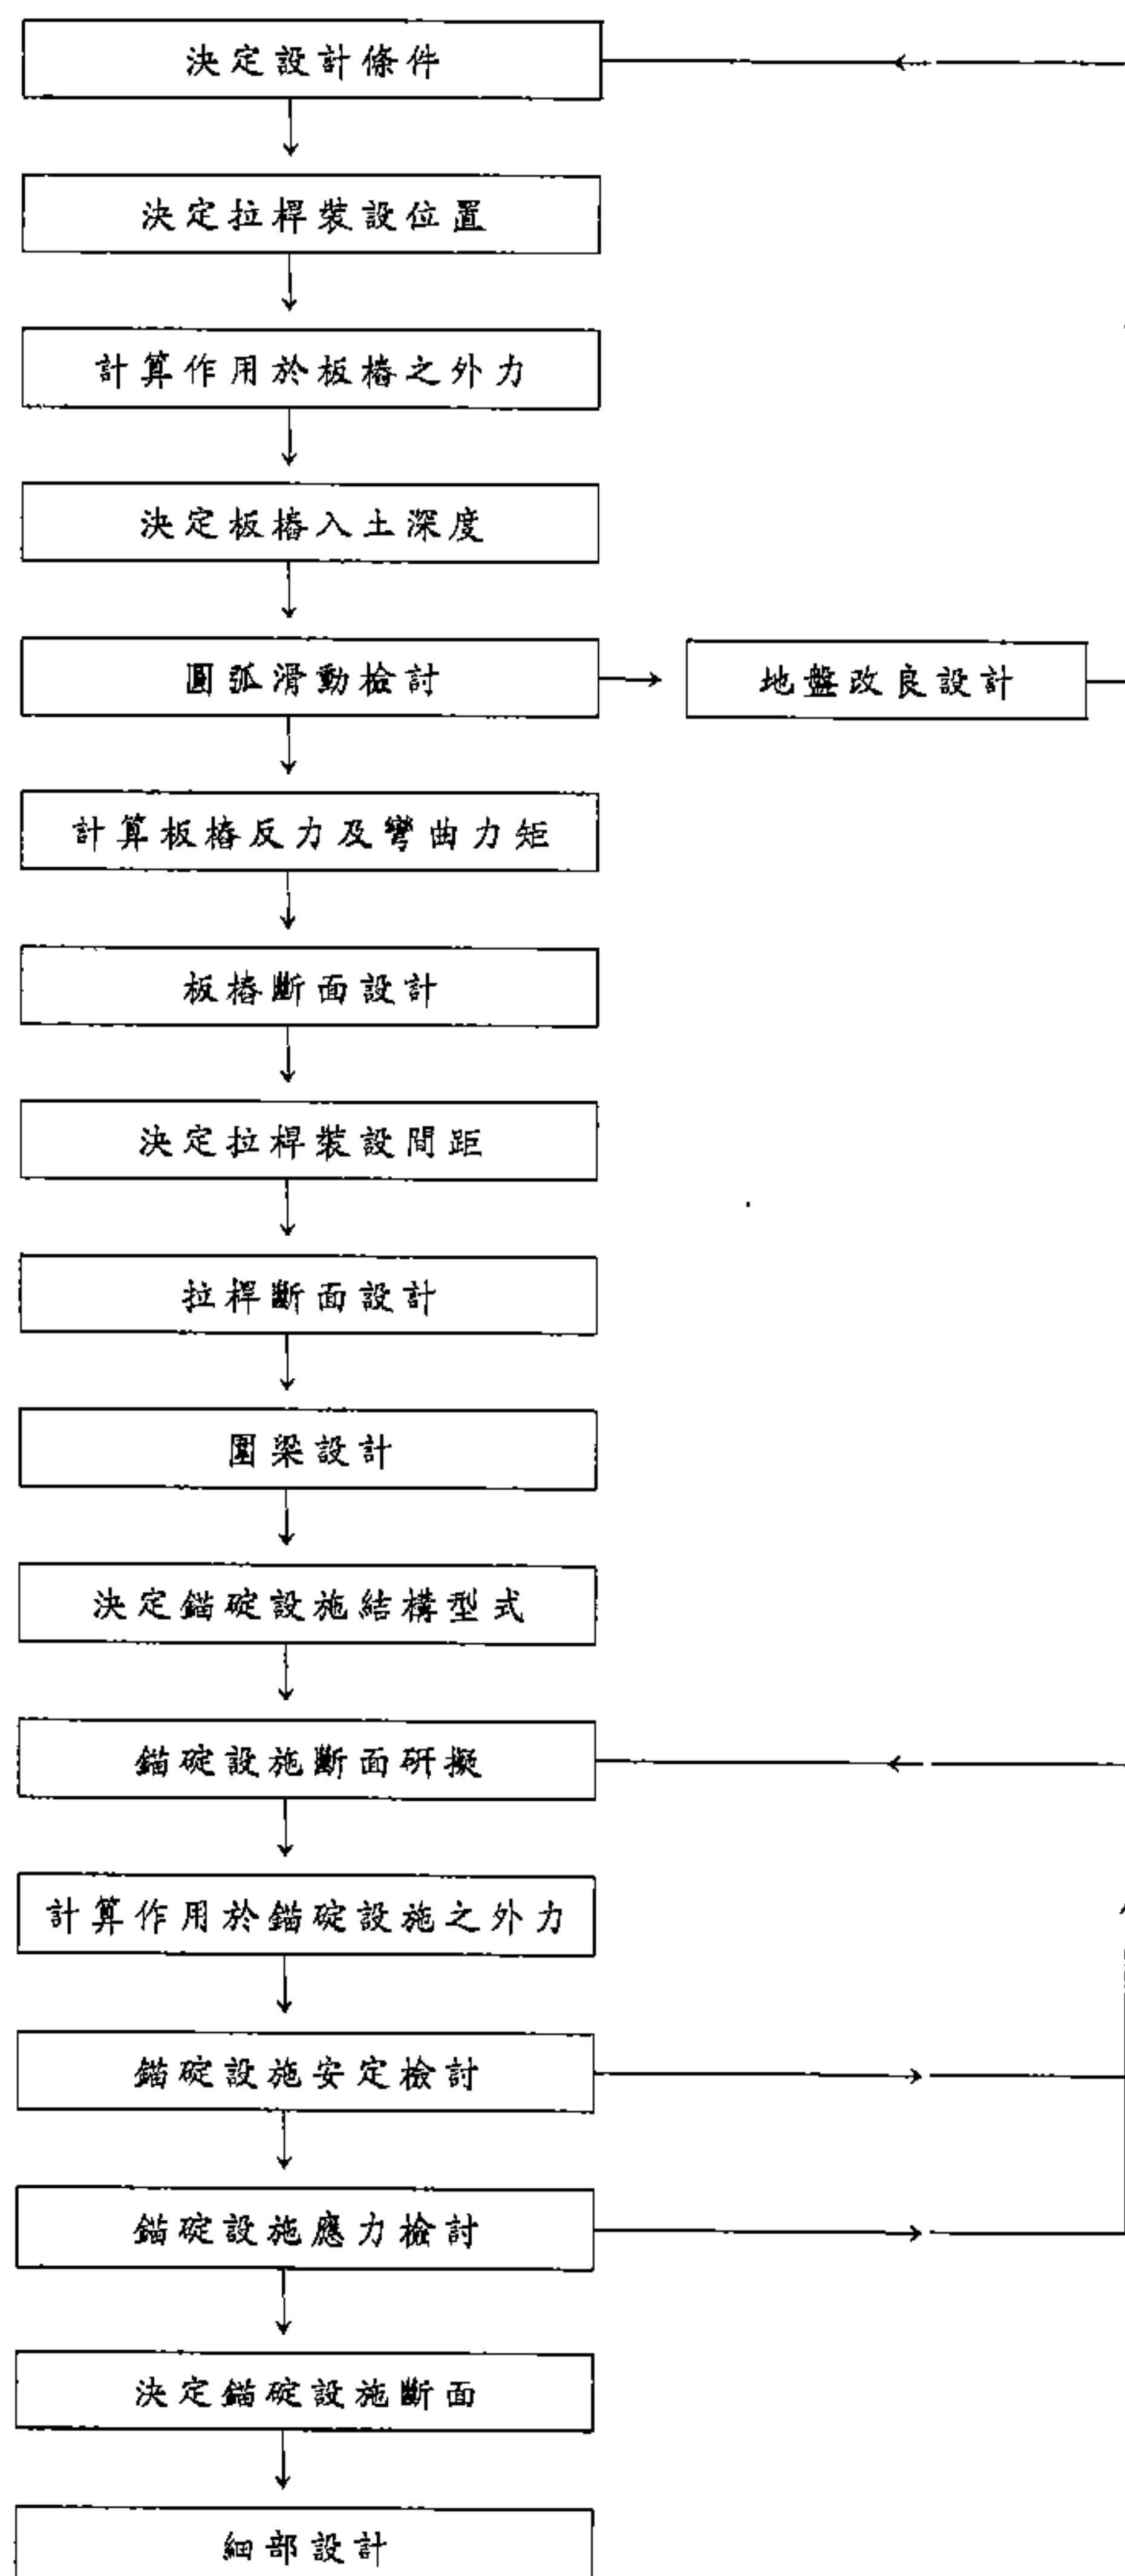 決定設計條件
決定拉桿裝設位置
計算作用於板樁之外力
決定板樁入土深度
圓弧滑動檢討
地盤改良設計
計算板樁反力及彎曲力矩
板樁斷面設計
決定拉桿裝設間距
拉桿斷面設計
圍梁設計
決定錨碇設施結構型式
錨碇設施斷面研擬
計算作用於錨碇設施之外力
錨碇設施安定檢討
錨碇設施應力檢討
決定錨碇設施斷面
細部設計